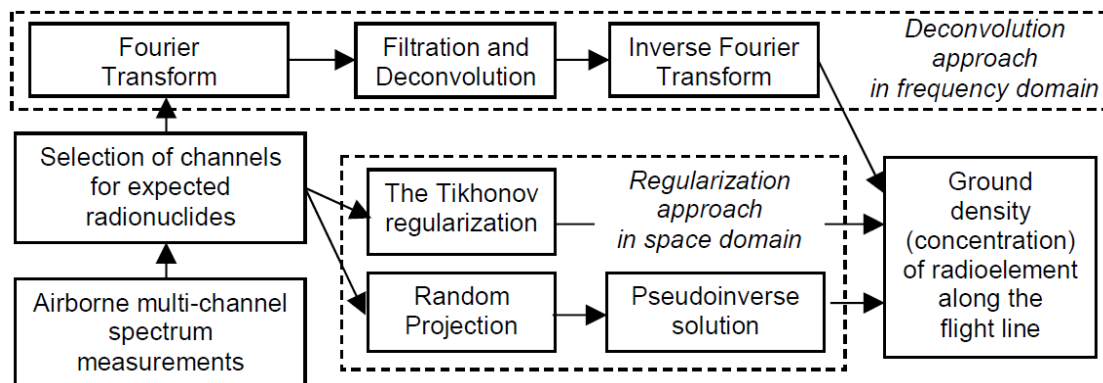 Fourier
Transform
Filtration and
Deconvolution
Inverse Fourier
Transform
Deconvolution
approach
in frequency domain
Selection of channels
for expected
radionuclides
The Tikhonov
regularization
Regularization
approach
in space domain
Ground
density
(concentration)
of radioelement
along the
flight line
Airborne multi-channel
spectrum
measurements
Random
Projection
Pseudoinverse
solution